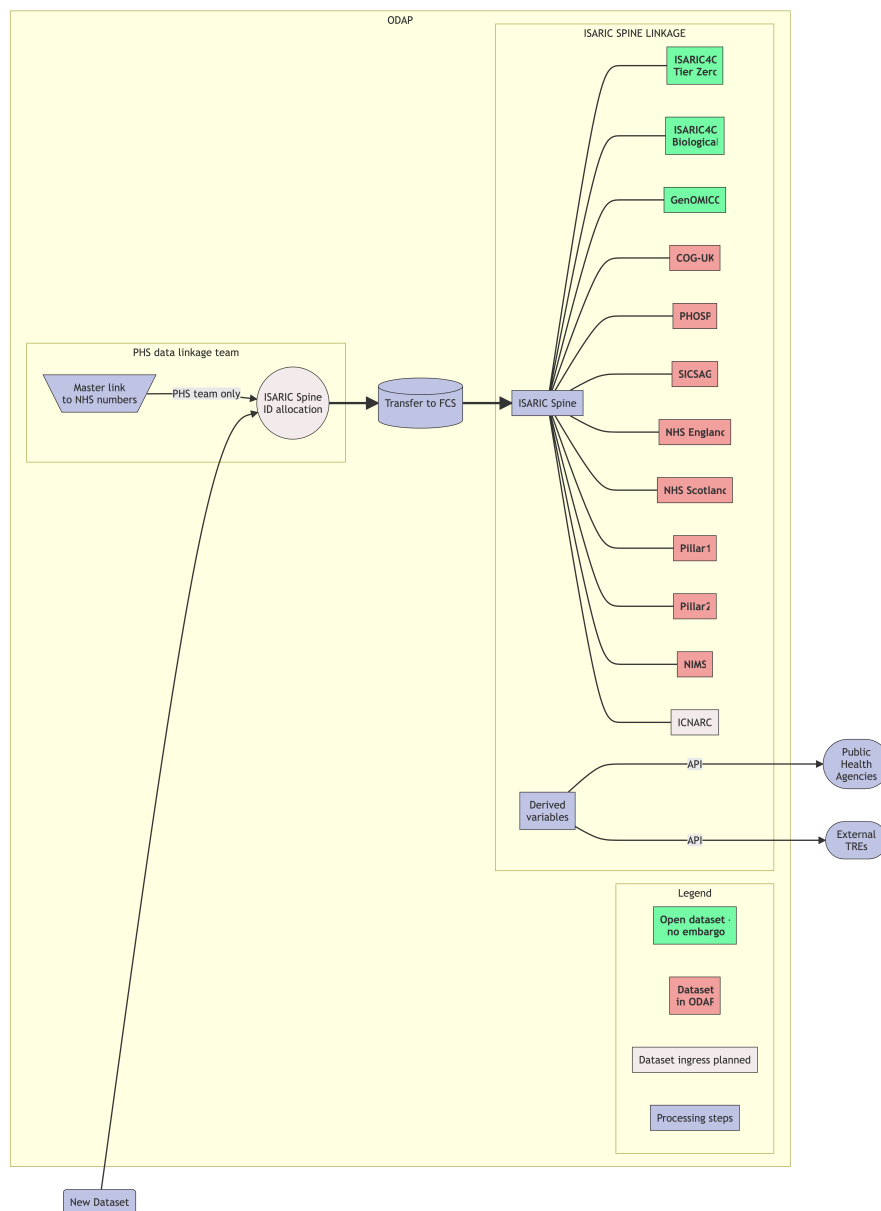 ODAP
ISARIC SPINE LINKAGE
ISARIC4C
Tier Zero
ISARIC4C
Biological
GenOMICC
COG-UK
PHOSP
SICSAG
NHS England
NHS Scotland
Pillar1
Pillar2
NIMS
ICNARC
PHS data linkage team
Master link
to NHS numbers
PHS team only
ISARIC Spine
ID allocation
Transfer to FCS
ISARIC Spine
Derived
variables
API
API
Public
Health
Agencies
External
TREs
Legend
Open dataset -
no embargo
Dataset
in ODAP
Dataset ingress planned
Processing steps
New Dataset